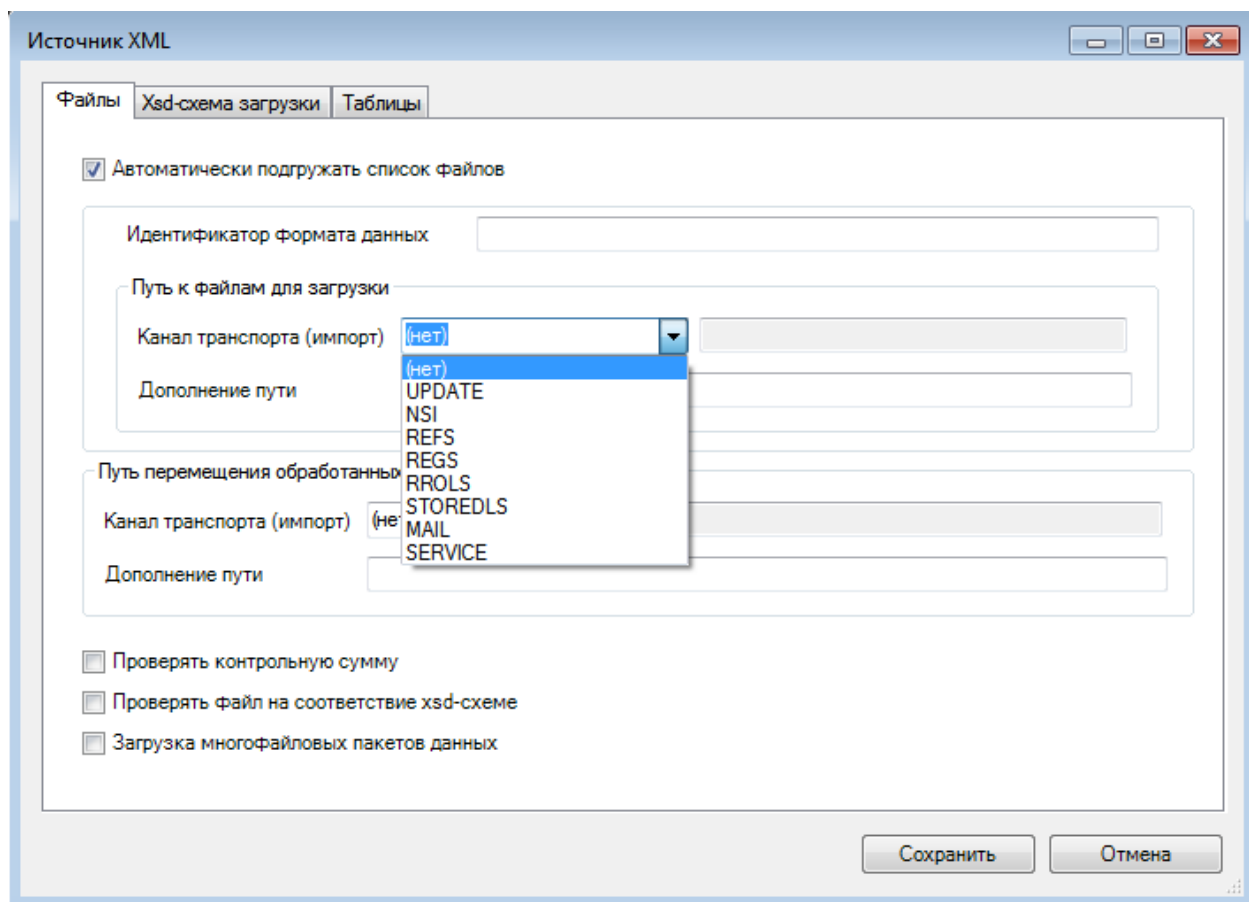 Источник XML
Файлы Xsd-схема загрузки Таблицы
Автоматически подгружать список файлов
Идентификатор формата данных
Путь к файлам для загрузки
Канал транспорта (импорт) (нет)
(нет)
Дополнение пути
UPDATE
NSI
REFS
REGS
RROLS
STOREDLS
MAIL
SERVICE
Путь перемещения обработанных
Канал транспорта (импорт) (не
Дополнение пути
Проверять контрольную сумму
Проверять файл на соответствие xsd-схеме
Загрузка многофайловых пакетов данных
Сохранить Отмена